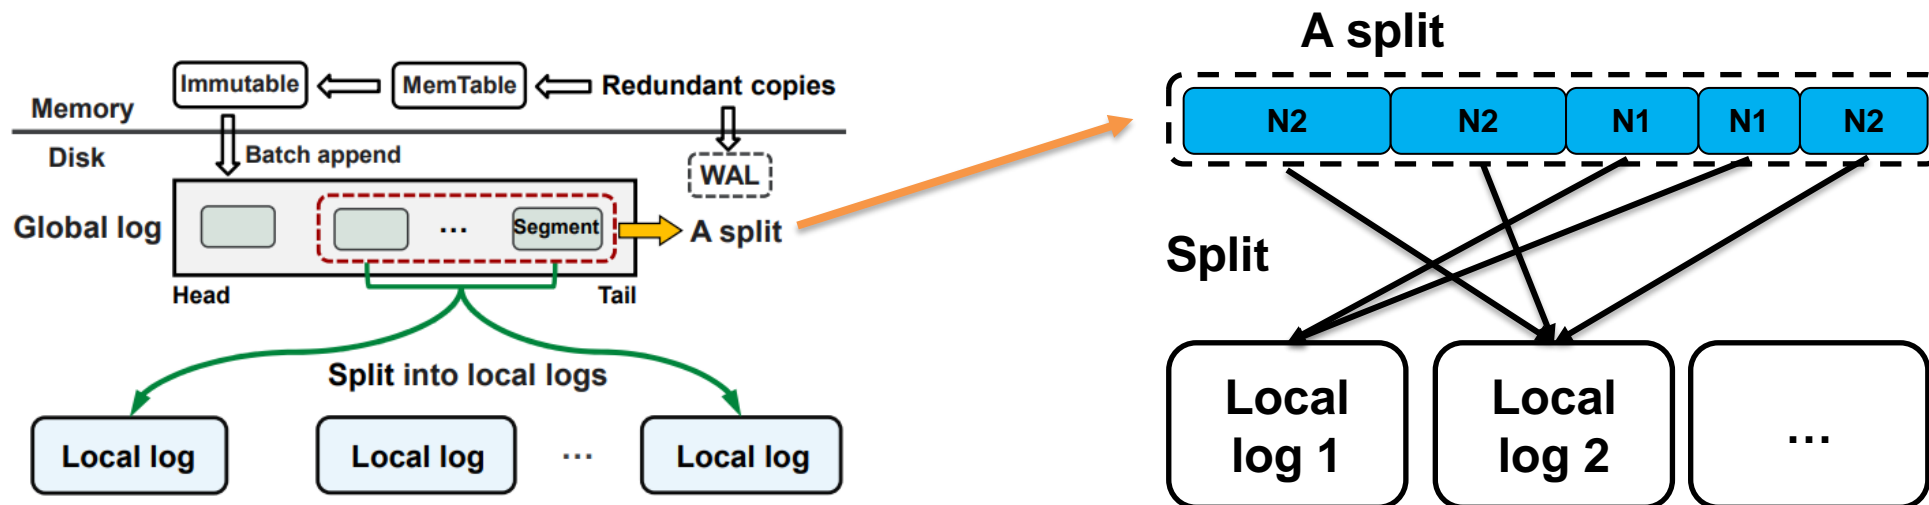 Immutable
MemTable
Redundant copies
Memory
Disk
Batch append
WAL
Global log
...
Segment
A split
Head
Tail
Split into local logs
Local log
Local log
...
Local log
A split
N2
N2
N1
N1
N2
Split
Local
log 1
Local
log 2
...